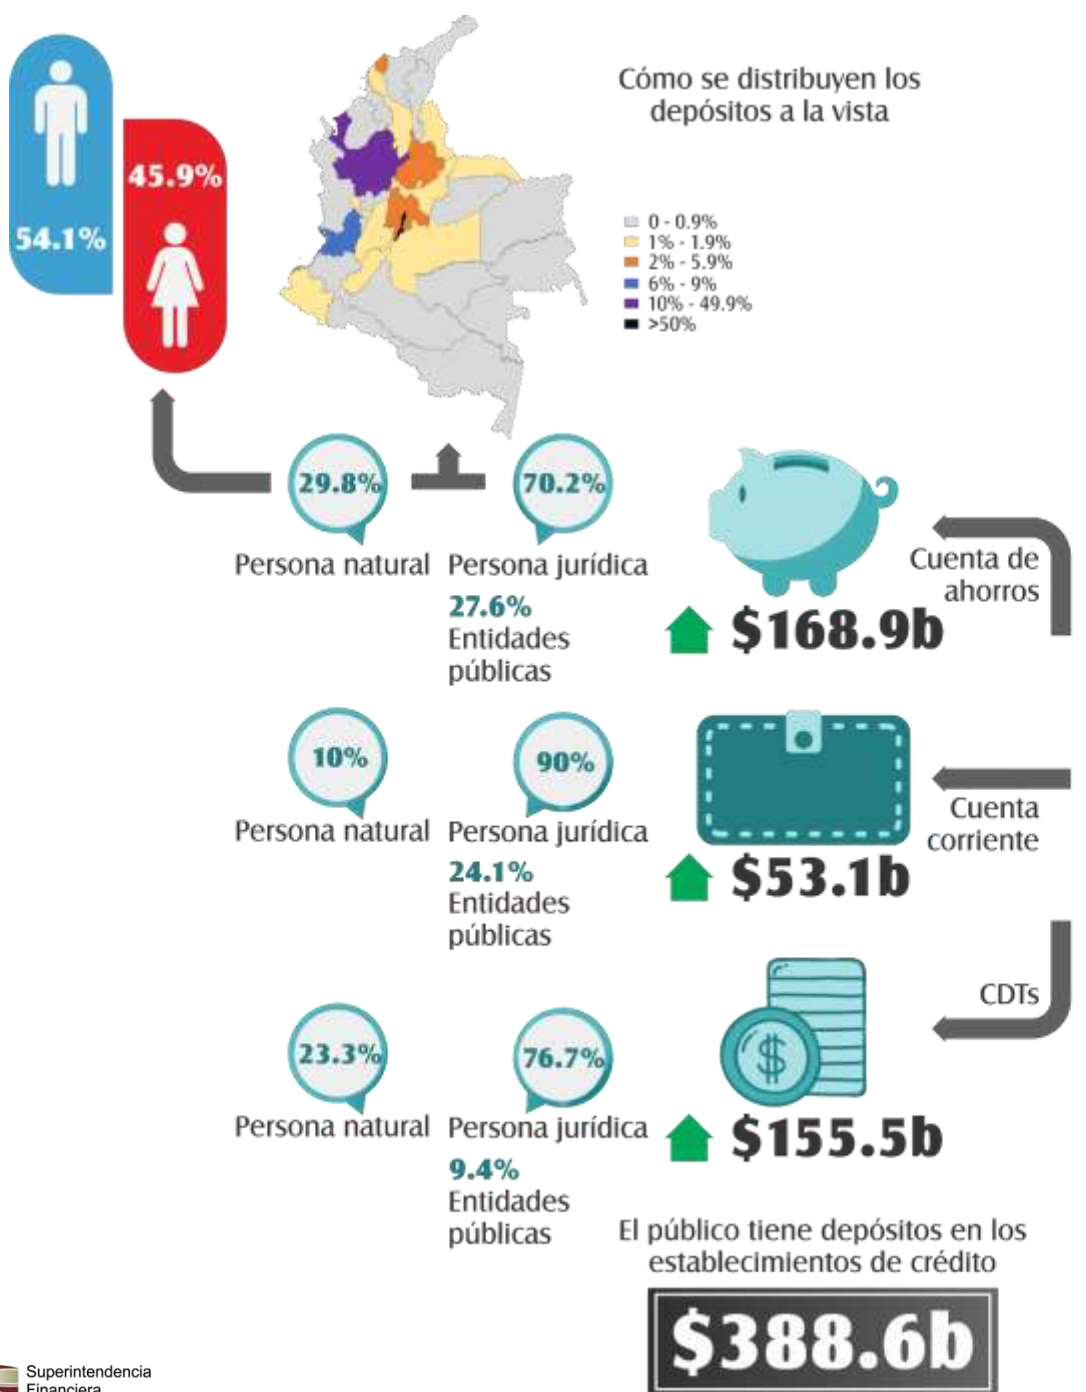 Cómo se distribuyen los
depósitos a la vista
54.1%
45.9%
0 - 0.9%
1% - 1.9%
2% - 5.9%
6% - 9%
10% - 49.9%
>50%
29.8%
Persona natural
70.2%
Persona jurídica
27.6%
Entidades
públicas
Cuenta de
ahorros
$168.9b
10%
Persona natural
90%
Persona jurídica
24.1%
Entidades
públicas
Cuenta
corriente
$53.1b
23.3%
Persona natural
76.7%
Persona jurídica
9.4%
Entidades
públicas
CDTs
$
$155.5b
El público tiene depósitos en los
establecimientos de crédito
$388.6b
Superintendencia
Financiera